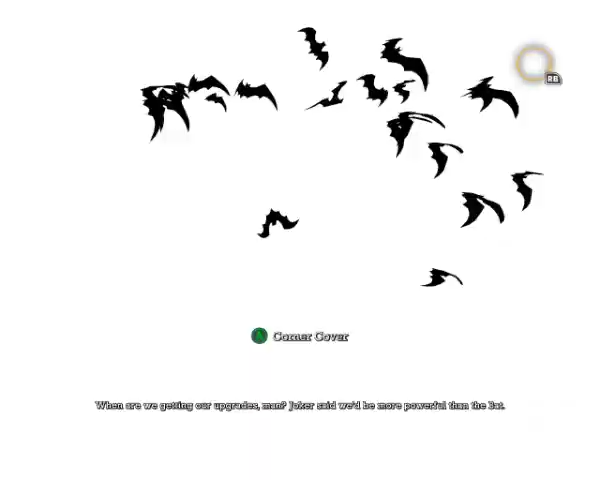 RB
A Corner Cover
When are we getting our upgrades, man? Joker said we'd be more powerful than the Bat.